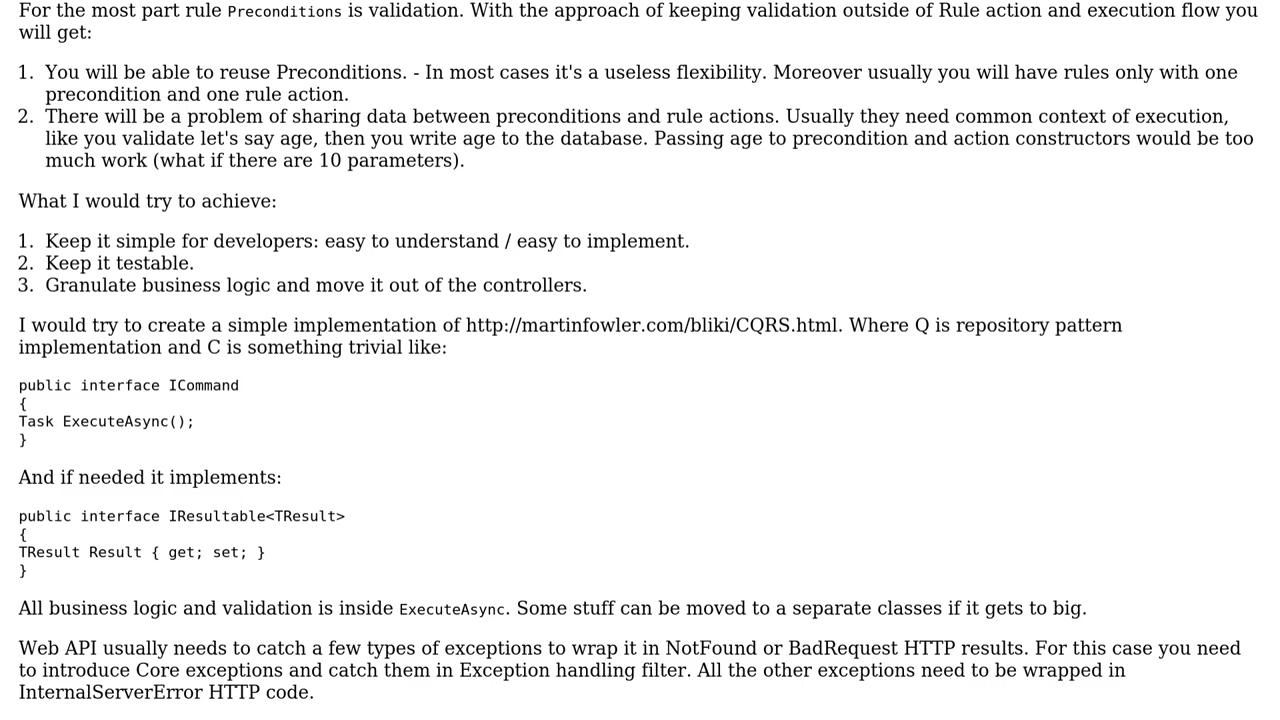 For the most part rule Preconditions is validation. With the approach of keeping validation outside of Rule action and execution flow you
will get:
1. You will be able to reuse Preconditions. - In most cases it's a useless flexibility. Moreover usually you will have rules only with one
precondition and one rule action.
2. There will be a problem of sharing data between preconditions and rule actions. Usually they need common context of execution,
like you validate let's say age, then you write age to the database. Passing age to precondition and action constructors would be too
much work (what if there are 10 parameters).
What I would try to achieve:
1. Keep it simple for developers: easy to understand / easy to implement.
2. Keep it testable.
3. Granulate business logic and move it out of the controllers.
I would try to create a simple implementation of http://martinfowler.com/bliki/CQRS.html. Where Q is repository pattern
implementation and C is something trivial like:
public interface ICommand
{
Task ExecuteAsync();
}
And if needed it implements:
public interface IResultable<TResult>
{
TResult Result { get; set; }
}
All business logic and validation is inside ExecuteAsync. Some stuff can be moved to a separate classes if it gets to big.
Web API usually needs to catch a few types of exceptions to wrap it in NotFound or BadRequest HTTP results. For this case you need
to introduce Core exceptions and catch them in Exception handling filter. All the other exceptions need to be wrapped in
InternalServerError HTTP code.